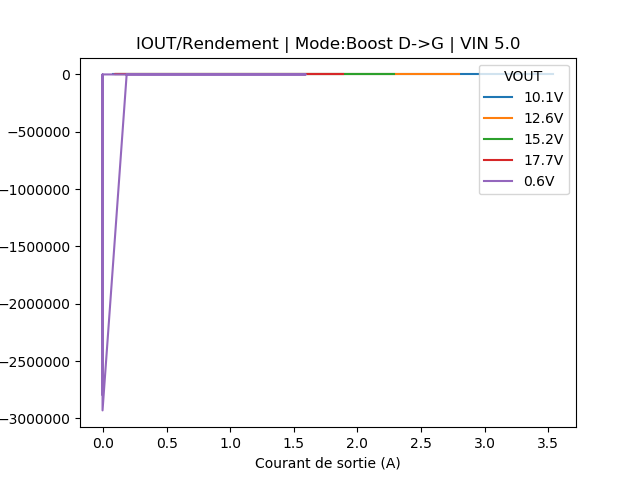 IOUT/Rendement | Mode:Boost D->G | VIN 5.0
VOUT
10.1V
12.6V
15.2V
17.7V
0.6V
0
−500000
−1000000
−1500000
−2000000
−2500000
−3000000
0.0 0.5 1.0 1.5 2.0 2.5 3.0 3.5
Courant de sortie (A)